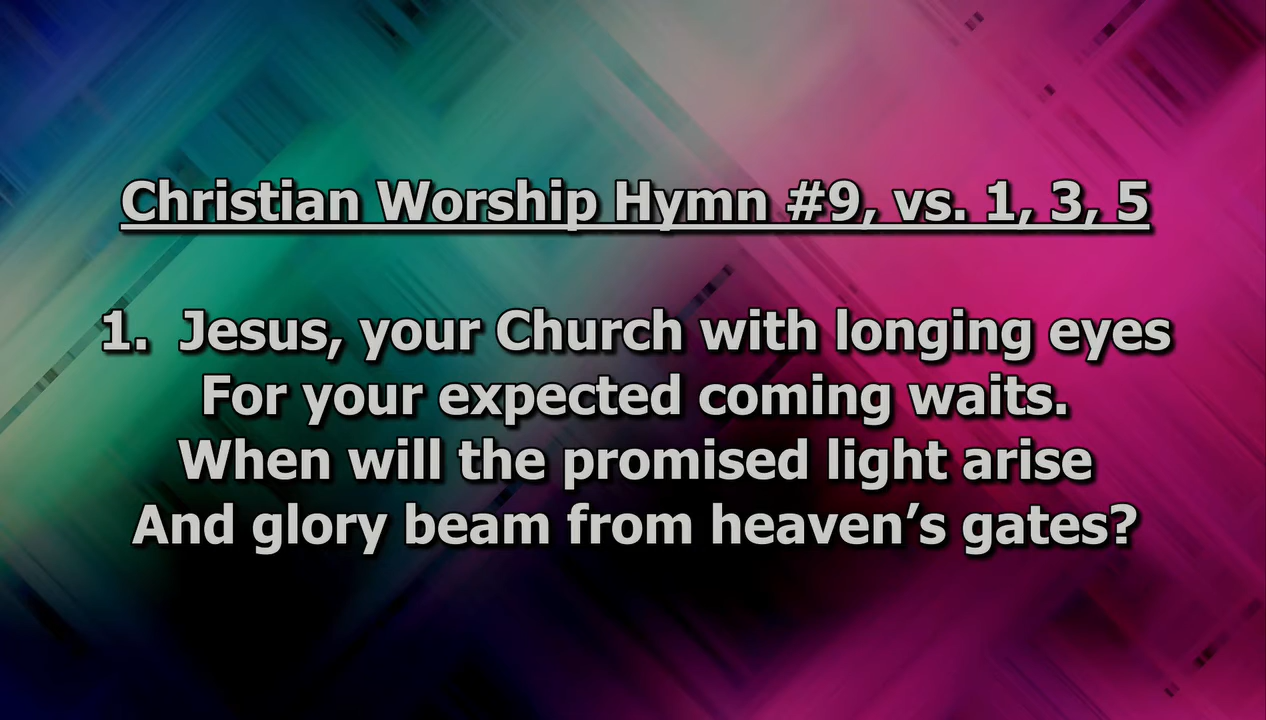 Christian Worship Hymn #9, vs. 1, 3, 5
1. Jesus, your Church with longing eyes
For your expected coming waits.
When will the promised light arise
And glory beam from heaven’s gates?